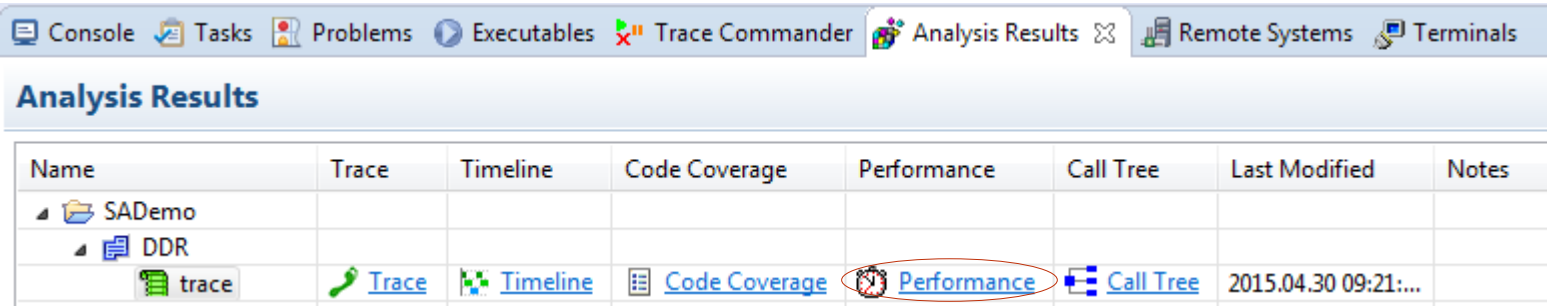 Console Tasks Problems Executables Trace Commander Analysis Results Remote Systems Terminals
Analysis Results
Name Trace Timeline Code Coverage Performance Call Tree Last Modified Notes
SADemo
DDR
trace Trace Timeline Code Coverage Performance Call Tree 2015.04.30 09:21:...